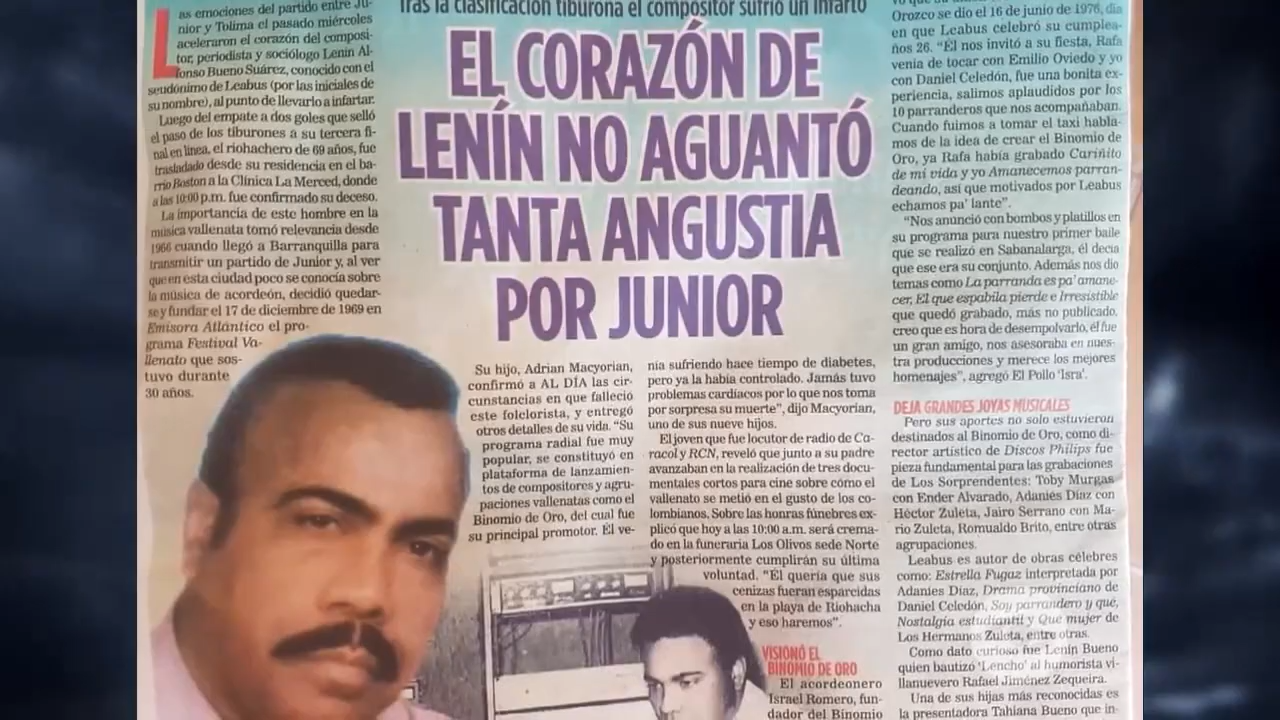 Tras la clasificación tiburona el compositor sufrió un infarto
EL CORAZÓN DE
LENÍN NO AGUANTÓ
TANTA ANGUSTIA
POR JUNIOR
Las emociones del partido entre Ju-
nior y Tolima el pasado miércoles
aceleraron el corazón del composi-
tor, periodista y sociólogo Lenin Al-
fonso Bueno Suárez, conocido con el
seudónimo de Leabus (por las iniciales de
su nombre), al punto de llevarlo a infartar.
Luego del empate a dos goles que selló
el paso de los tiburones a su tercera fi-
nal en línea, el riohachero de 69 años, fue
trasladado desde su residencia en el ba-
rrio Boston a la Clínica La Merced, donde
a las 10:00 p.m. fue confirmado su deceso.
La importancia de este hombre en la
música vallenata tomó relevancia desde
1966 cuando llegó a Barranquilla para
transmitir un partido de Junior y, al ver
que en esta ciudad poco se conocía sobre
la música de acordeón, decidió quedar-
se y fundar el 17 de diciembre de 1969 en
Emisora Atlántico el pro-
grama Festival Va-
llenato que sos-
tuvo durante
30 años.
Su hijo, Adrian Macyorian,
confirmó a AL DÍA las cir-
cunstancias en que falleció
este folclorista, y entregó
otros detalles de su vida. “Su
programa radial fue muy
popular, se constituyó en
plataforma de lanzamien-
tos de compositores y agru-
paciones vallenatas como el
Binomio de Oro, del cual fue
su principal promotor. Él ve-
nía sufriendo hace tiempo de diabetes,
pero ya la había controlado. Jamás tuvo
problemas cardíacos por lo que nos toma
por sorpresa su muerte”, dijo Macyorian,
uno de sus nueve hijos.
El joven que fue locutor de radio de Ca-
racol y RCN, reveló que junto a su padre
avanzaban en la realización de tres docu-
mentales cortos para cine sobre cómo el
vallenato se metió en el gusto de los co-
lombianos. Sobre las honras fúnebres ex-
plicó que hoy a las 10:00 a.m. será crema-
do en la funeraria Los Olivos sede Norte
y posteriormente cumplirán su última
voluntad. “Él quería que sus
cenizas fueran esparcidas
en la playa de Riohacha
y eso haremos”.
VISIONÓ EL
BINOMIO DE ORO
El acordeonero
Israel Romero, fun-
dador del Binomio
Orozco se dio el 16 de junio de 1976, día
en que Leabus celebró su cumplea-
ños 26. “Él nos invitó a su fiesta, Rafa
venía de tocar con Emilio Oviedo y yo
con Daniel Celedón, fue una bonita ex-
periencia, salimos aplaudidos por los
10 parranderos que nos acompañaban.
Cuando fuimos a tomar el taxi habla-
mos de la idea de crear el Binomio de
Oro, ya Rafa había grabado Cariñito
de mi vida y yo Amanecemos parran-
deando, así que motivados por Leabus
echamos pa’ lante”.
“Nos anunció con bombos y platillos en
su programa para nuestro primer baile
que se realizó en Sabanalarga, él decía
que ese era su conjunto. Además nos dio
temas como La parranda es pa’ amane-
cer, El que espabila pierde e Irresistible
que quedó grabado, más no publicado,
creo que es hora de desempolvarlo, él fue
un gran amigo, nos asesoraba en nues-
tra producciones y merece los mejores
homenajes”, agregó El Pollo ‘Isra’.
DEJA GRANDES JOYAS MUSICALES
Pero sus aportes no solo estuvieron
destinados al Binomio de Oro, como di-
rector artístico de Discos Philips fue
pieza fundamental para las grabaciones
de Los Sorprendentes: Toby Murgas
con Ender Alvarado, Adanies Díaz con
Héctor Zuleta, Jairo Serrano con Ma-
rio Zuleta, Romualdo Brito, entre otras
agrupaciones.
Leabus es autor de obras célebres
como: Estrella Fugaz interpretada por
Adanies Díaz, Drama provinciano de
Daniel Celedón, Soy parrandero y qué,
Nostalgia estudiantil y Qué mujer de
Los Hermanos Zuleta, entre otras.
Como dato curioso fue Lenín Bueno
quien bautizó ‘Lencho’ al humorista vi-
llanuevero Rafael Jiménez Zequeira.
Una de sus hijas más reconocidas es
la presentadora Tahiana Bueno que in-